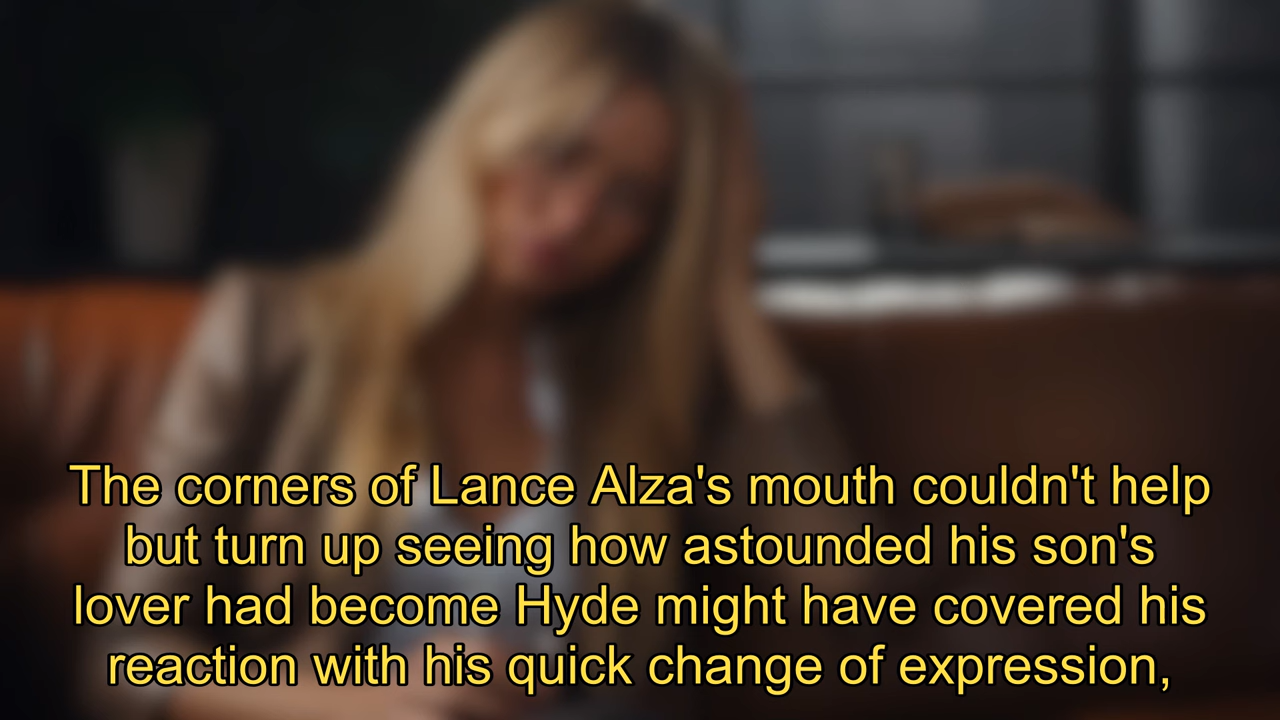 The corners of Lance Alza's mouth couldn't help
but turn up seeing how astounded his son's
lover had become Hyde might have covered his
reaction with his quick change of expression,